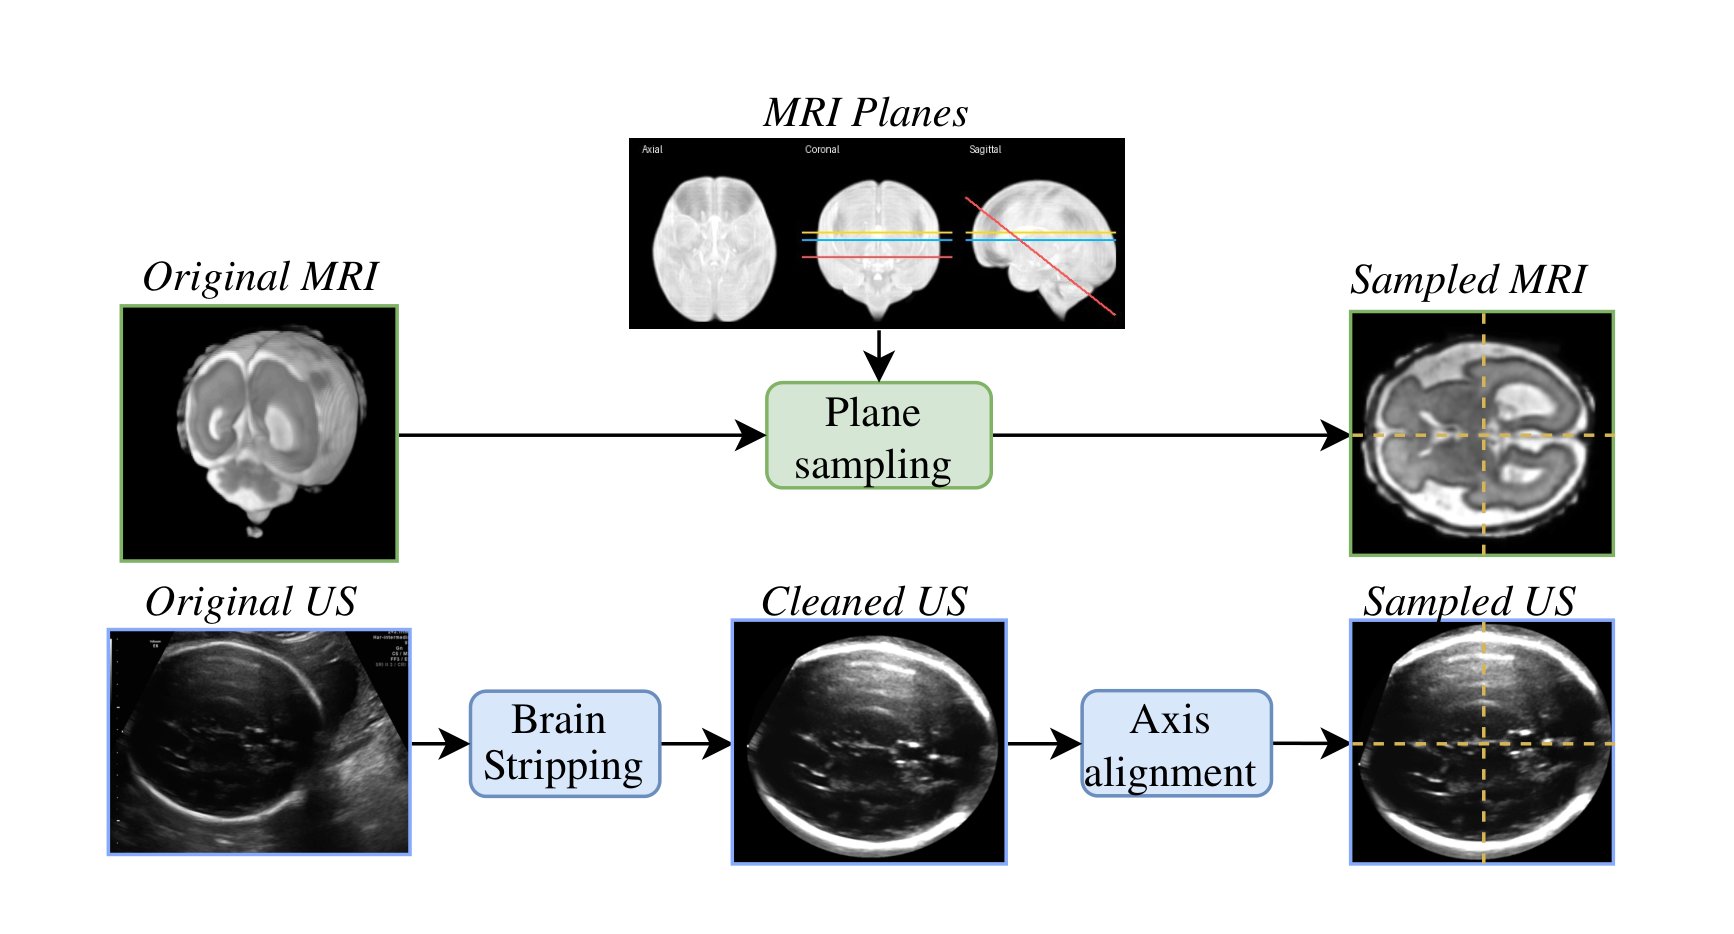 MRI Planes
Axial
Coronal
Sagittal
Original MRI
Sampled MRI
Plane
sampling
Original US
Cleaned US
Sampled US
Brain
Stripping
Axis
alignment